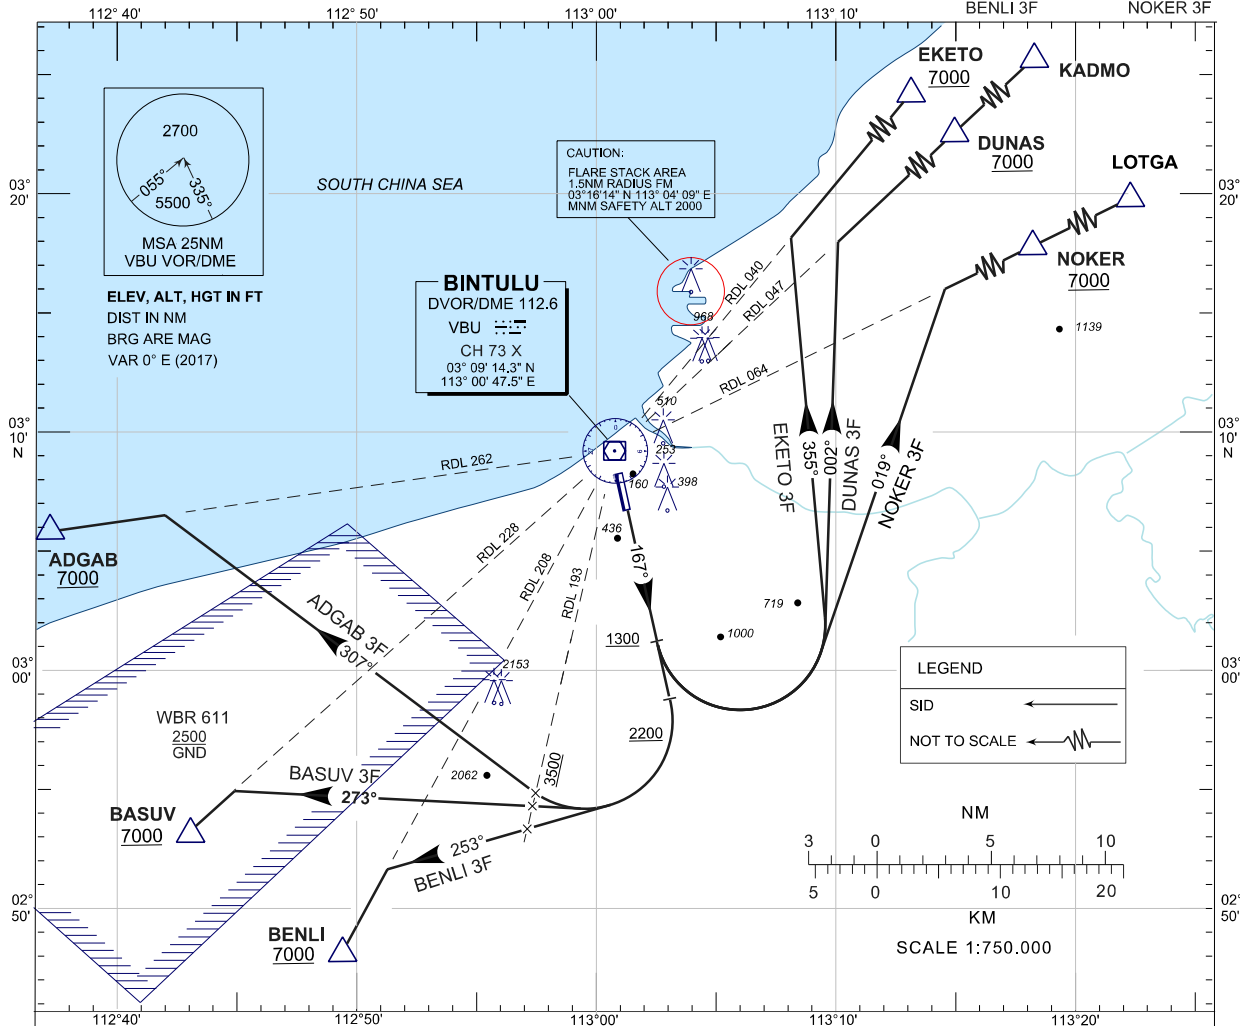 BENLI 3F
NOKER 3F
112° 40'
112° 50'
113° 00'
113° 10'
EKETO
7000
KADMO
DUNAS
7000
LOTGA
NOKER
7000
2700
055°
335°
5500
MSA 25NM
VBU VOR/DME
ELEV, ALT, HGT IN FT
DIST IN NM
BRG ARE MAG
VAR 0° E (2017)
SOUTH CHINA SEA
CAUTION:
FLARE STACK AREA
1.5NM RADIUS FM
03°16'14" N 113° 04' 09" E
MNM SAFETY ALT 2000
03°
20'
03°
20'
BINTULU
DVOR/DME 112.6
VBU
CH 73 X
03° 09' 14.3" N
113° 00' 47.5" E
RDL 040
RDL 047
RDL 064
968
1139
510
253
398
160
436
03°
10'
N
03°
10'
N
RDL 262
RDL 228
RDL 208
RDL 193
EKETO 3F
355°
002°
DUNAS 3F
019°
NOKER 3F
167°
719
1000
1300
2200
3500
ADGAB
7000
ADGAB 3F
307°
2153
03°
00'
03°
00'
WBR 611
2500
GND
2062
BASUV 3F
273°
BASUV
7000
253°
BENLI 3F
BENLI
7000
LEGEND
SID
NOT TO SCALE
NM
3 0 5 10
5 0 10 20
KM
SCALE 1:750.000
02°
50'
02°
50'
112° 40'
112° 50'
113° 00'
113° 10'
113° 20'